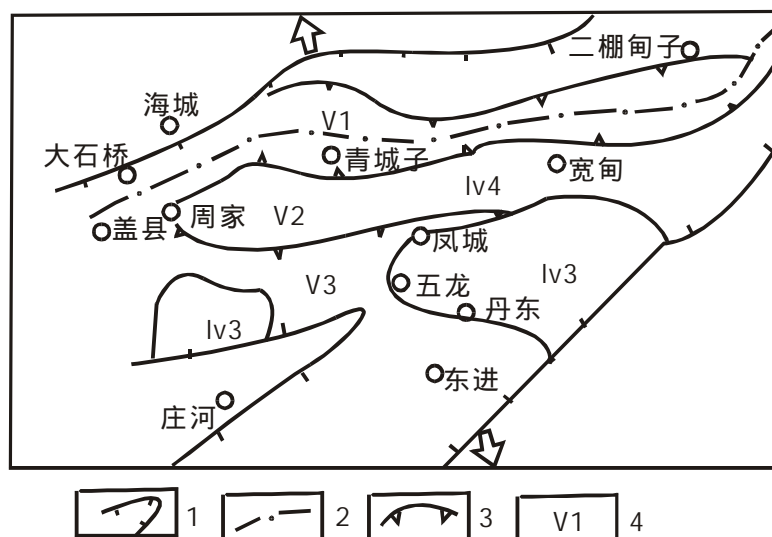 二棚甸子
海城
V1
大石桥
青城子
宽甸
Iv4
盖县
周家
V2
凤城
V3
五龙
Iv3
丹东
Iv3
东进
庄河
1
2
3
V1
4